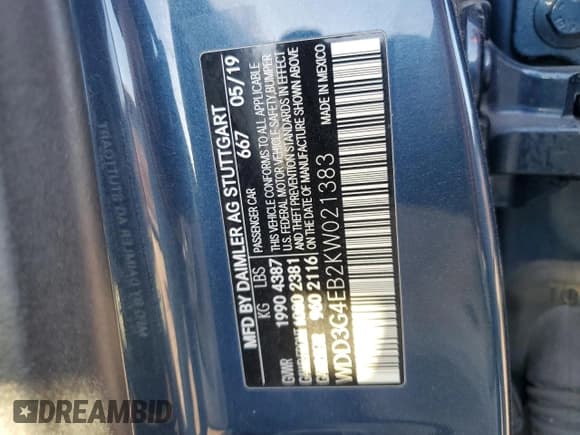 MFD BY DAIMLER AG STUTTGART
667 05/19
KG LBS PASSENGER CAR
GVWR 1990 4387 THIS VEHICLE CONFORMS TO ALL APPLICABLE
U.S. FEDERAL MOTOR VEHICLE SAFETY, BUMPER
2381 AND THEFT PREVENTION STANDARDS IN EFFECT
960 2116 ON THE DATE OF MANUFACTURE SHOWN ABOVE
WDD3G4EB2KW021383 MADE IN MEXICO
DREAMBID